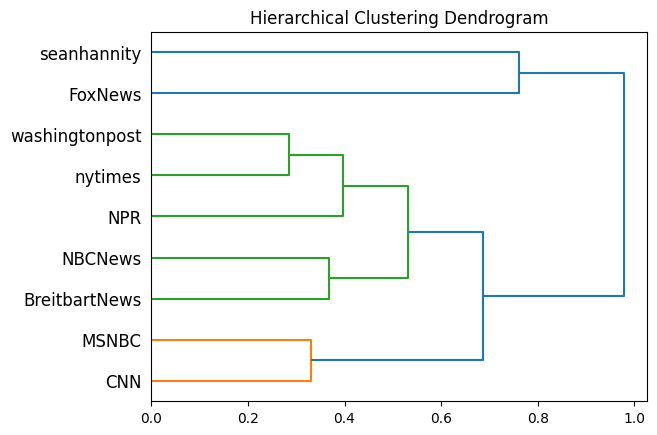 Hierarchical Clustering Dendrogram
seanhannity
FoxNews
washingtonpost
nytimes
NPR
NBCNews
BreitbartNews
MSNBC
CNN
0.0 0.2 0.4 0.6 0.8 1.0